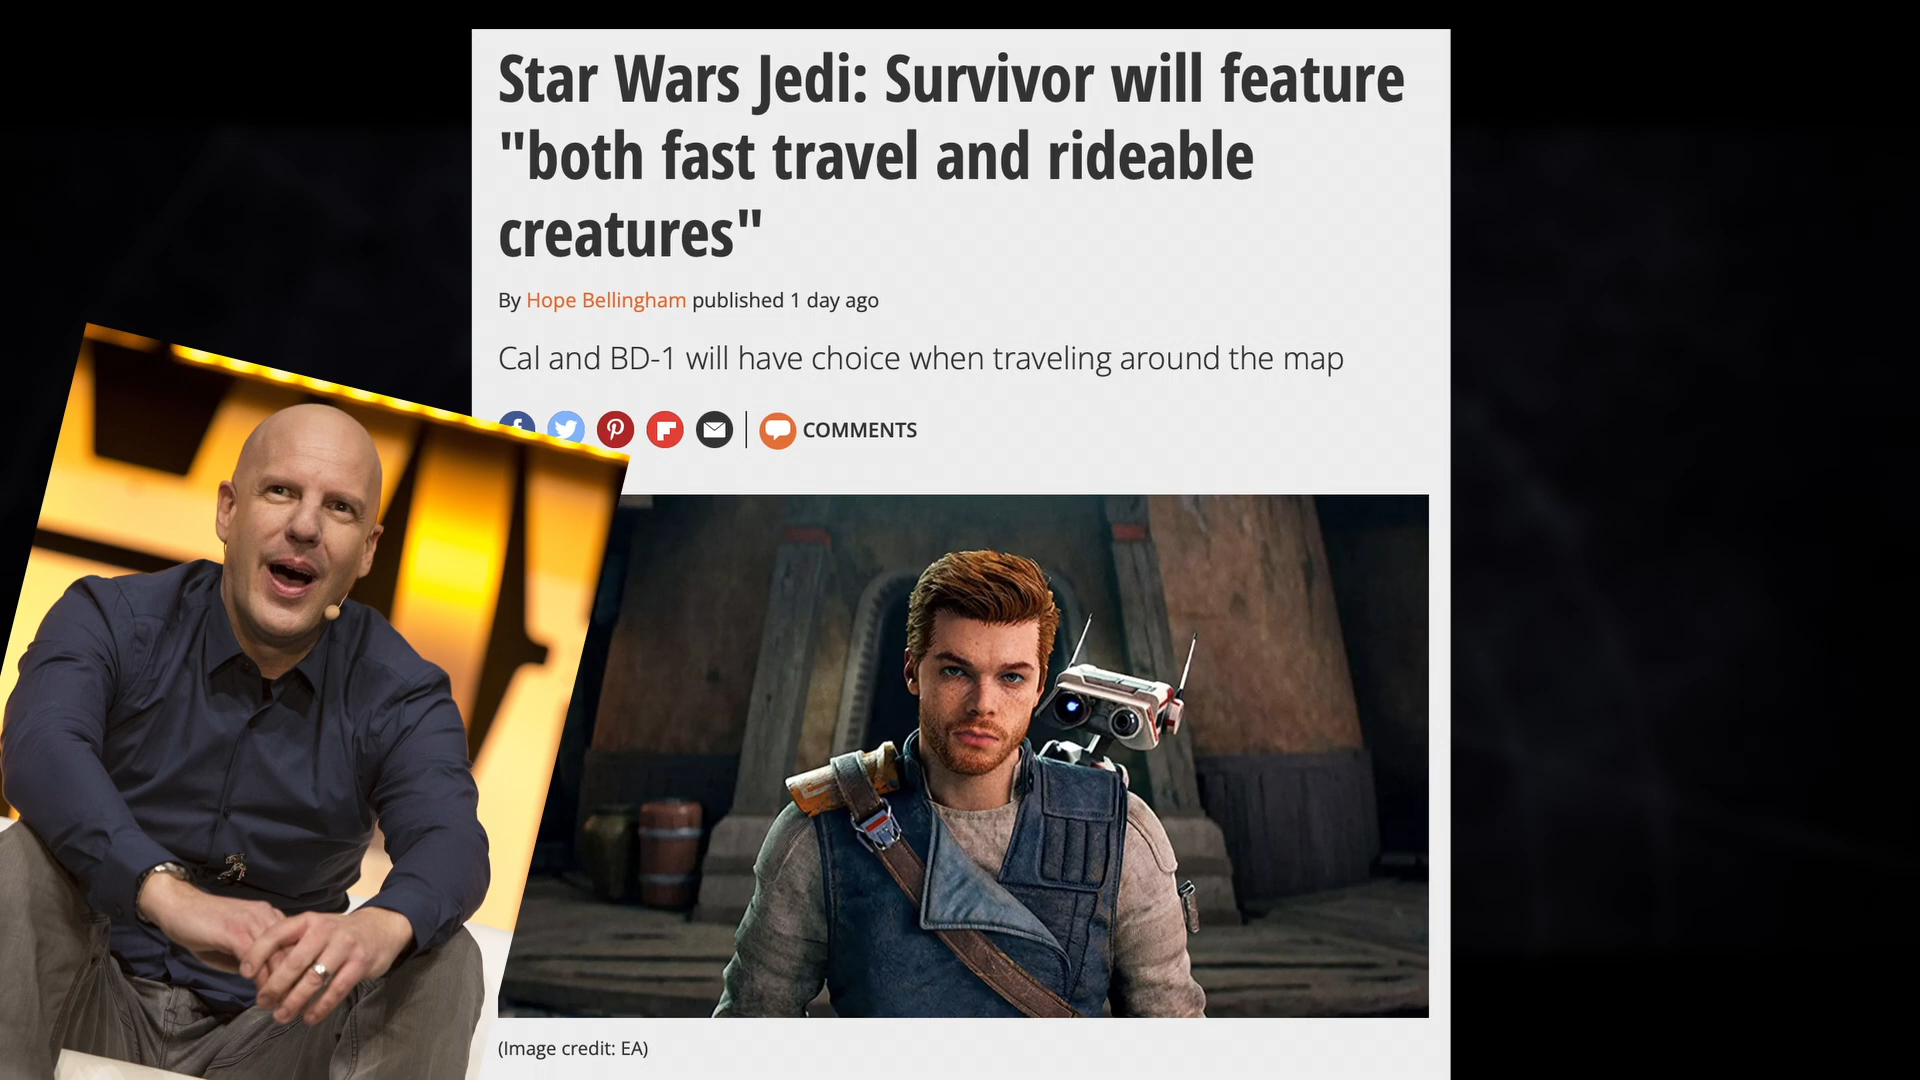 Star Wars Jedi: Survivor will feature
"both fast travel and rideable
creatures"
By Hope Bellingham published 1 day ago
Cal and BD-1 will have choice when traveling around the map
COMMENTS
(Image credit: EA)